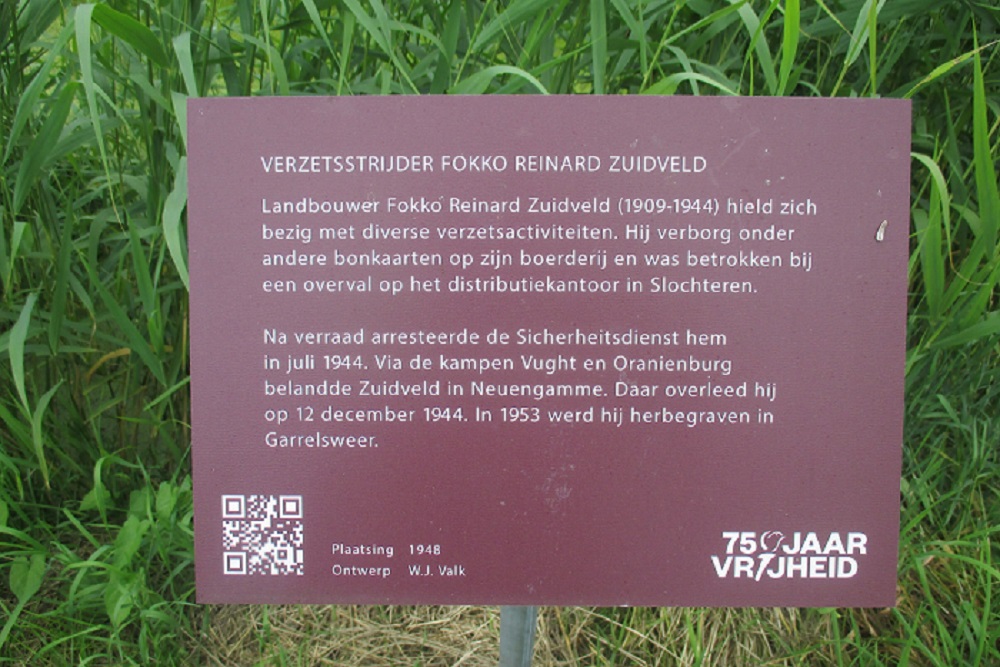 VERZETSSTRIJDER FOKKO REINARD ZUIDVELD
Landbouwer Fokko Reinard Zuidveld (1909-1944) hield zich
bezig met diverse verzetsactiviteiten. Hij verborg onder
andere bonkaarten op zijn boerderij en was betrokken bij
een overval op het distributiekantoor in Slochteren.
Na verraad arresteerde de Sicherheitsdienst hem
in juli 1944. Via de kampen Vught en Oranienburg
belandde Zuidveld in Neuengamme. Daar overleed hij
op 12 december 1944. In 1953 werd hij herbegraven in
Garrelsweer.
Plaatsing 1948
Ontwerp W.J. Valk
75 JAAR
VRIJHEID